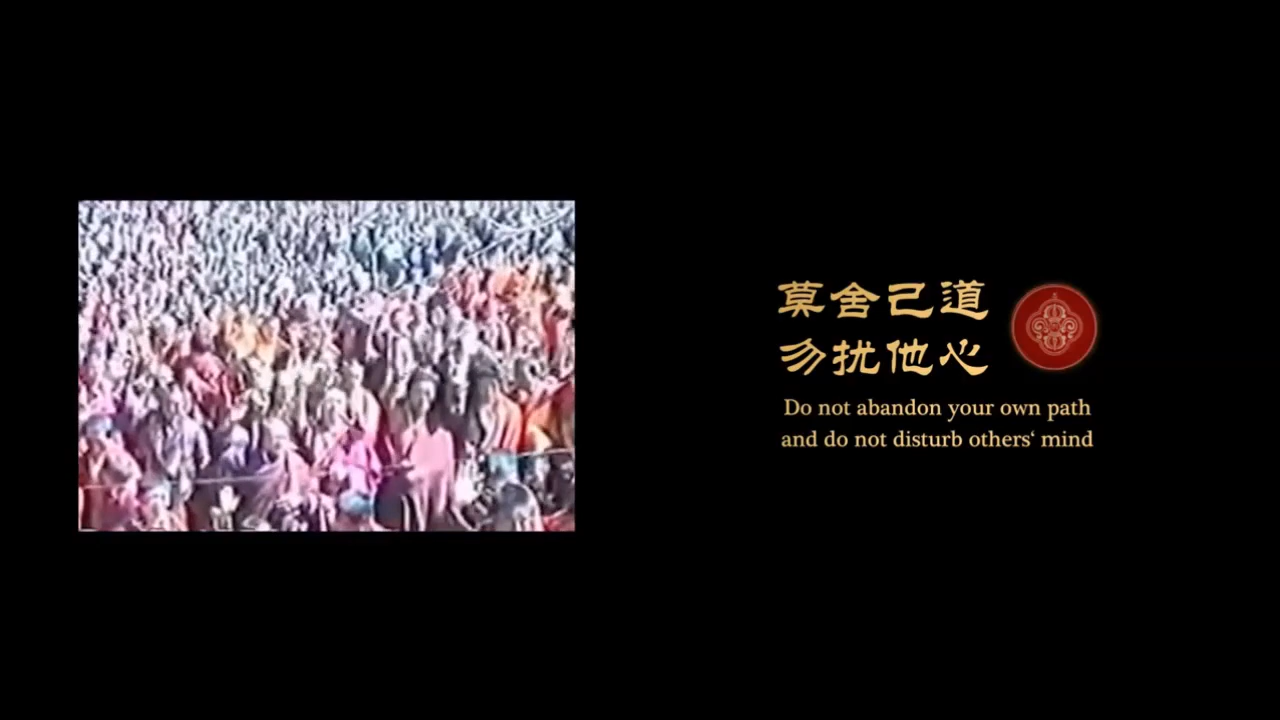 莫舍己道
勿扰他心
Do not abandon your own path
and do not disturb others‘ mind